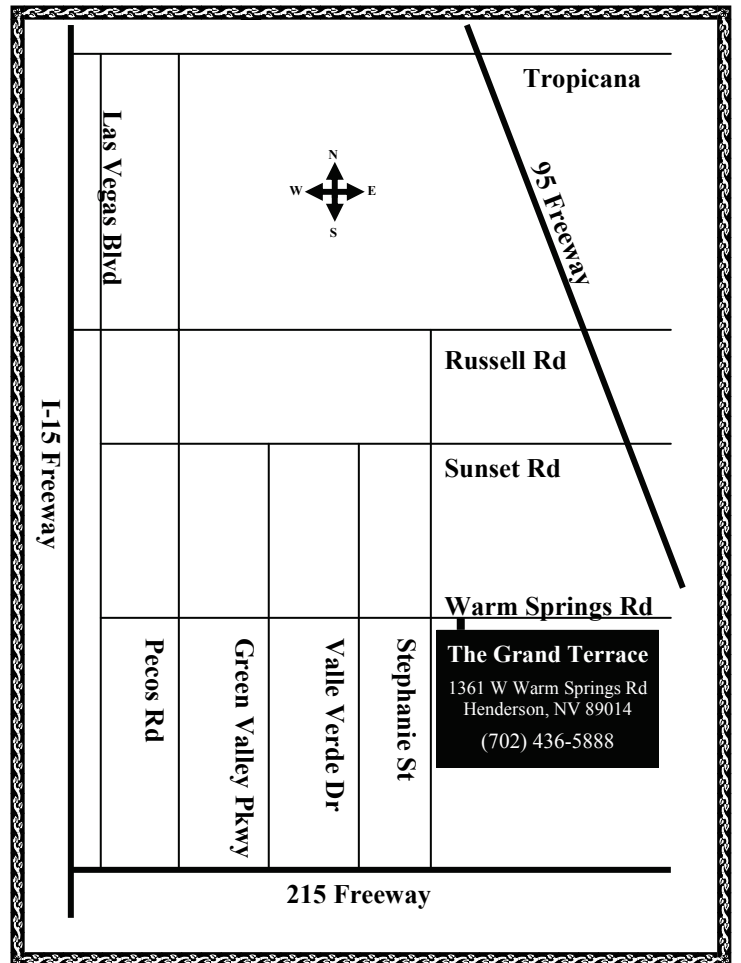 Tropicana
Las Vegas Blvd
N
W
E
S
95 Freeway
Russell Rd
I-15 Freeway
Sunset Rd
Warm Springs Rd
Pecos Rd
Green Valley Pkwy
Valle Verde Dr
Stephanie St
The Grand Terrace
1361 W Warm Springs Rd
Henderson, NV 89014
(702) 436-5888
215 Freeway